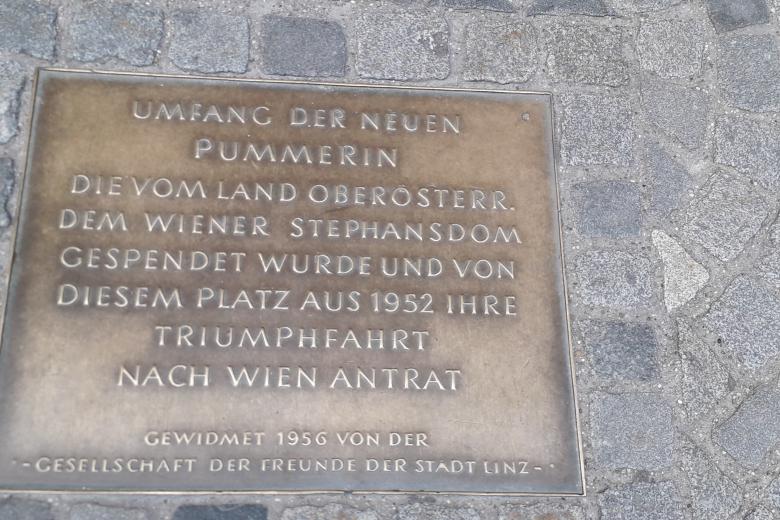 UMFANG DER NEUEN
PUMMERIN
DIE VOM LAND OBERÖSTERR.
DEM WIENER STEPHANSDOM
GESPENDET WURDE UND VON
DIESEM PLATZ AUS 1952 IHRE
TRIUMPHFAHRT
NACH WIEN ANTRAT
GEWIDMET 1956 VON DER
-GESELLSCHAFT DER FREUNDE DER STADT LINZ-